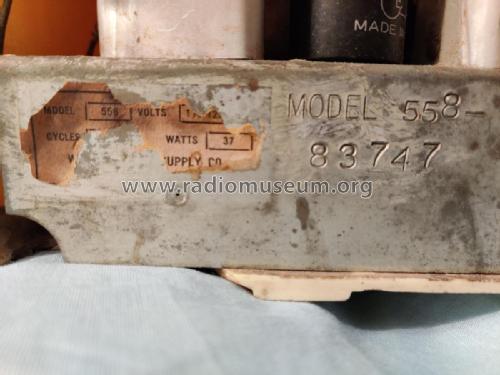 MADE
MODEL 558 VOLTS
CYCLES WATTS 37
SUPPLY CO.
MODEL 558-
83747
©www.radiomuseum.org